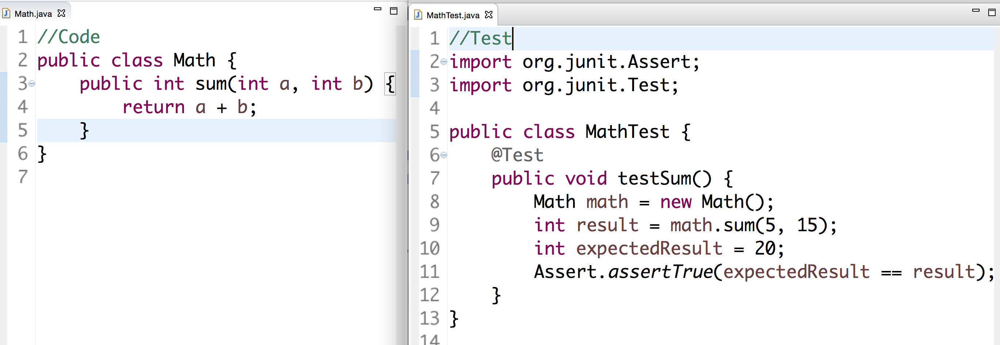 Math.java
1 //Code
2 public class Math {
3     public int sum(int a, int b) {
4         return a + b;
5     }
6 }
7
MathTest.java
1 //Test
2 import org.junit.Assert;
3 import org.junit.Test;
4
5 public class MathTest {
6     @Test
7     public void testSum() {
8         Math math = new Math();
9         int result = math.sum(5, 15);
10         int expectedResult = 20;
11         Assert.assertTrue(expectedResult == result);
12     }
13 }
14